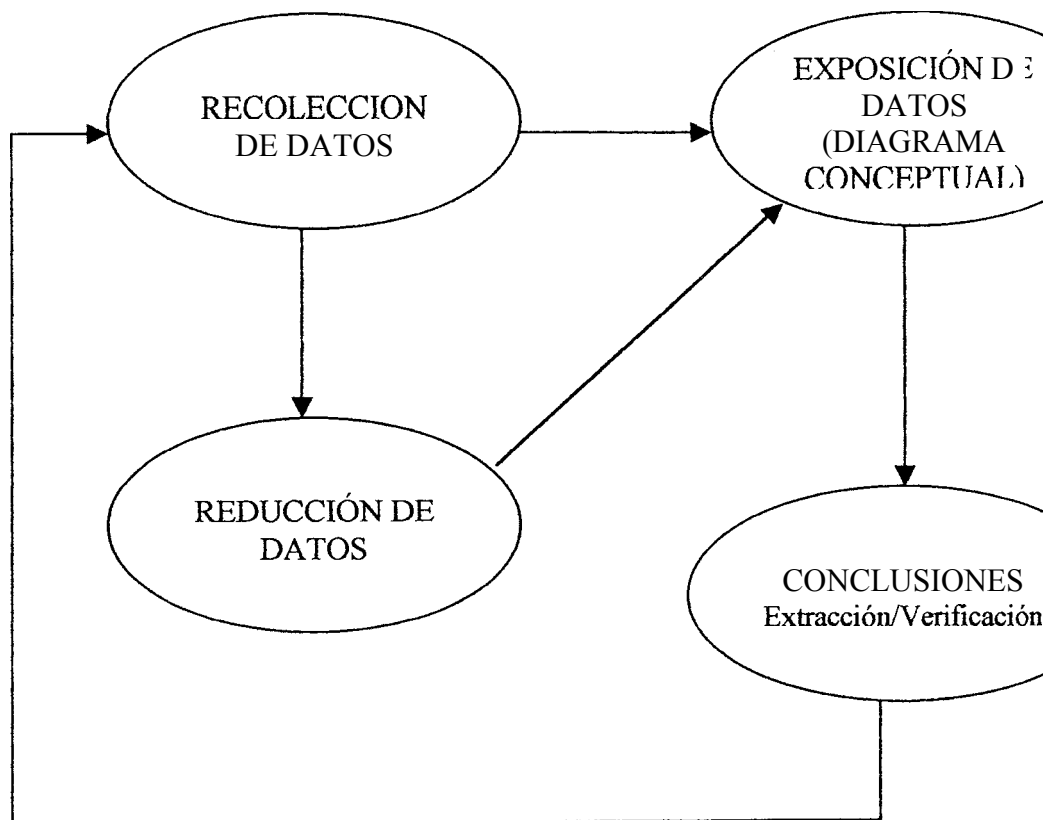 RECOLECCION
DE DATOS
EXPOSICIÓN DE
DATOS
(DIAGRAMA
CONCEPTUAL)
REDUCCIÓN DE
DATOS
CONCLUSIONES
Extracción/Verificación